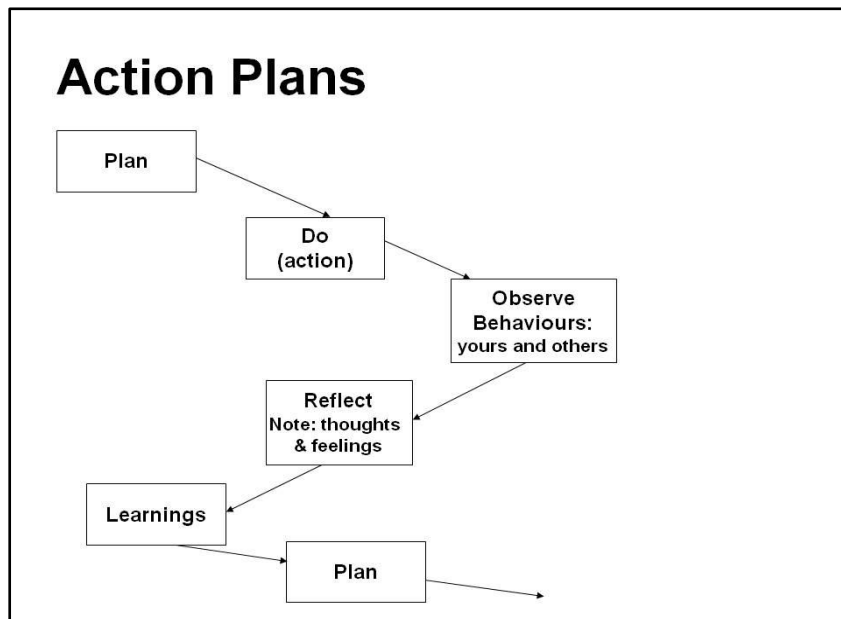 Action Plans
Plan
Do
(action)
Observe
Behaviours:
yours and others
Reflect
Note: thoughts
& feelings
Learnings
Plan